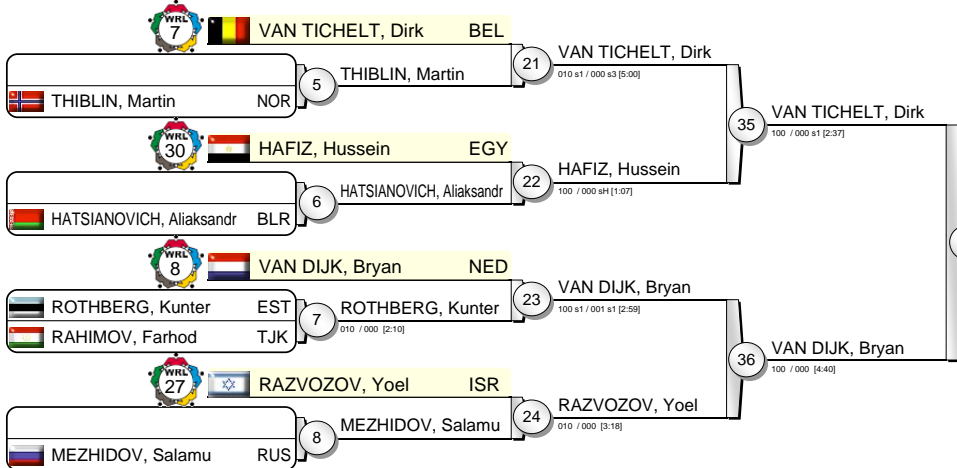 WRL
7
VAN TICHELT, Dirk BEL
THIBLIN, Martin NOR
5
THIBLIN, Martin
21
VAN TICHELT, Dirk
010 s1 / 000 s3 [5:00]
WRL
30
HAFIZ, Hussein EGY
HATSIANOVICH, Aliaksandr BLR
6
HATSIANOVICH, Aliaksandr
22
HAFIZ, Hussein
100 / 000 sH [1:07]
35
VAN TICHELT, Dirk
100 / 000 s1 [2:37]
WRL
8
VAN DIJK, Bryan NED
ROTHBERG, Kunter EST
RAHIMOV, Farhod TJK
7
ROTHBERG, Kunter
010 / 000 [2:10]
23
VAN DIJK, Bryan
100 s1 / 001 s1 [2:59]
WRL
27
RAZVOZOV, Yoel ISR
MEZHIDOV, Salamu RUS
8
MEZHIDOV, Salamu
24
RAZVOZOV, Yoel
010 / 000 [3:18]
36
VAN DIJK, Bryan
100 / 000 [4:40]